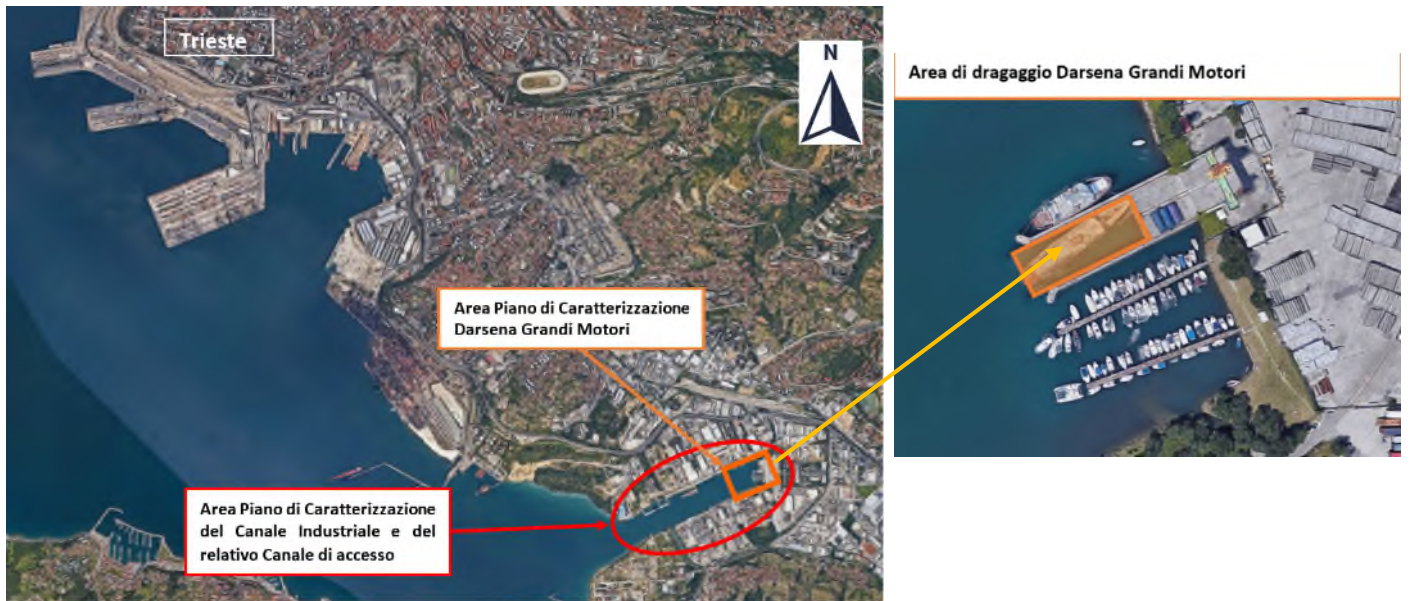 Trieste
N
Area di dragaggio Darsena Grandi Motori
Area Piano di Caratterizzazione
Darsena Grandi Motori
Area Piano di Caratterizzazione
del Canale Industriale e del
relativo Canale di accesso